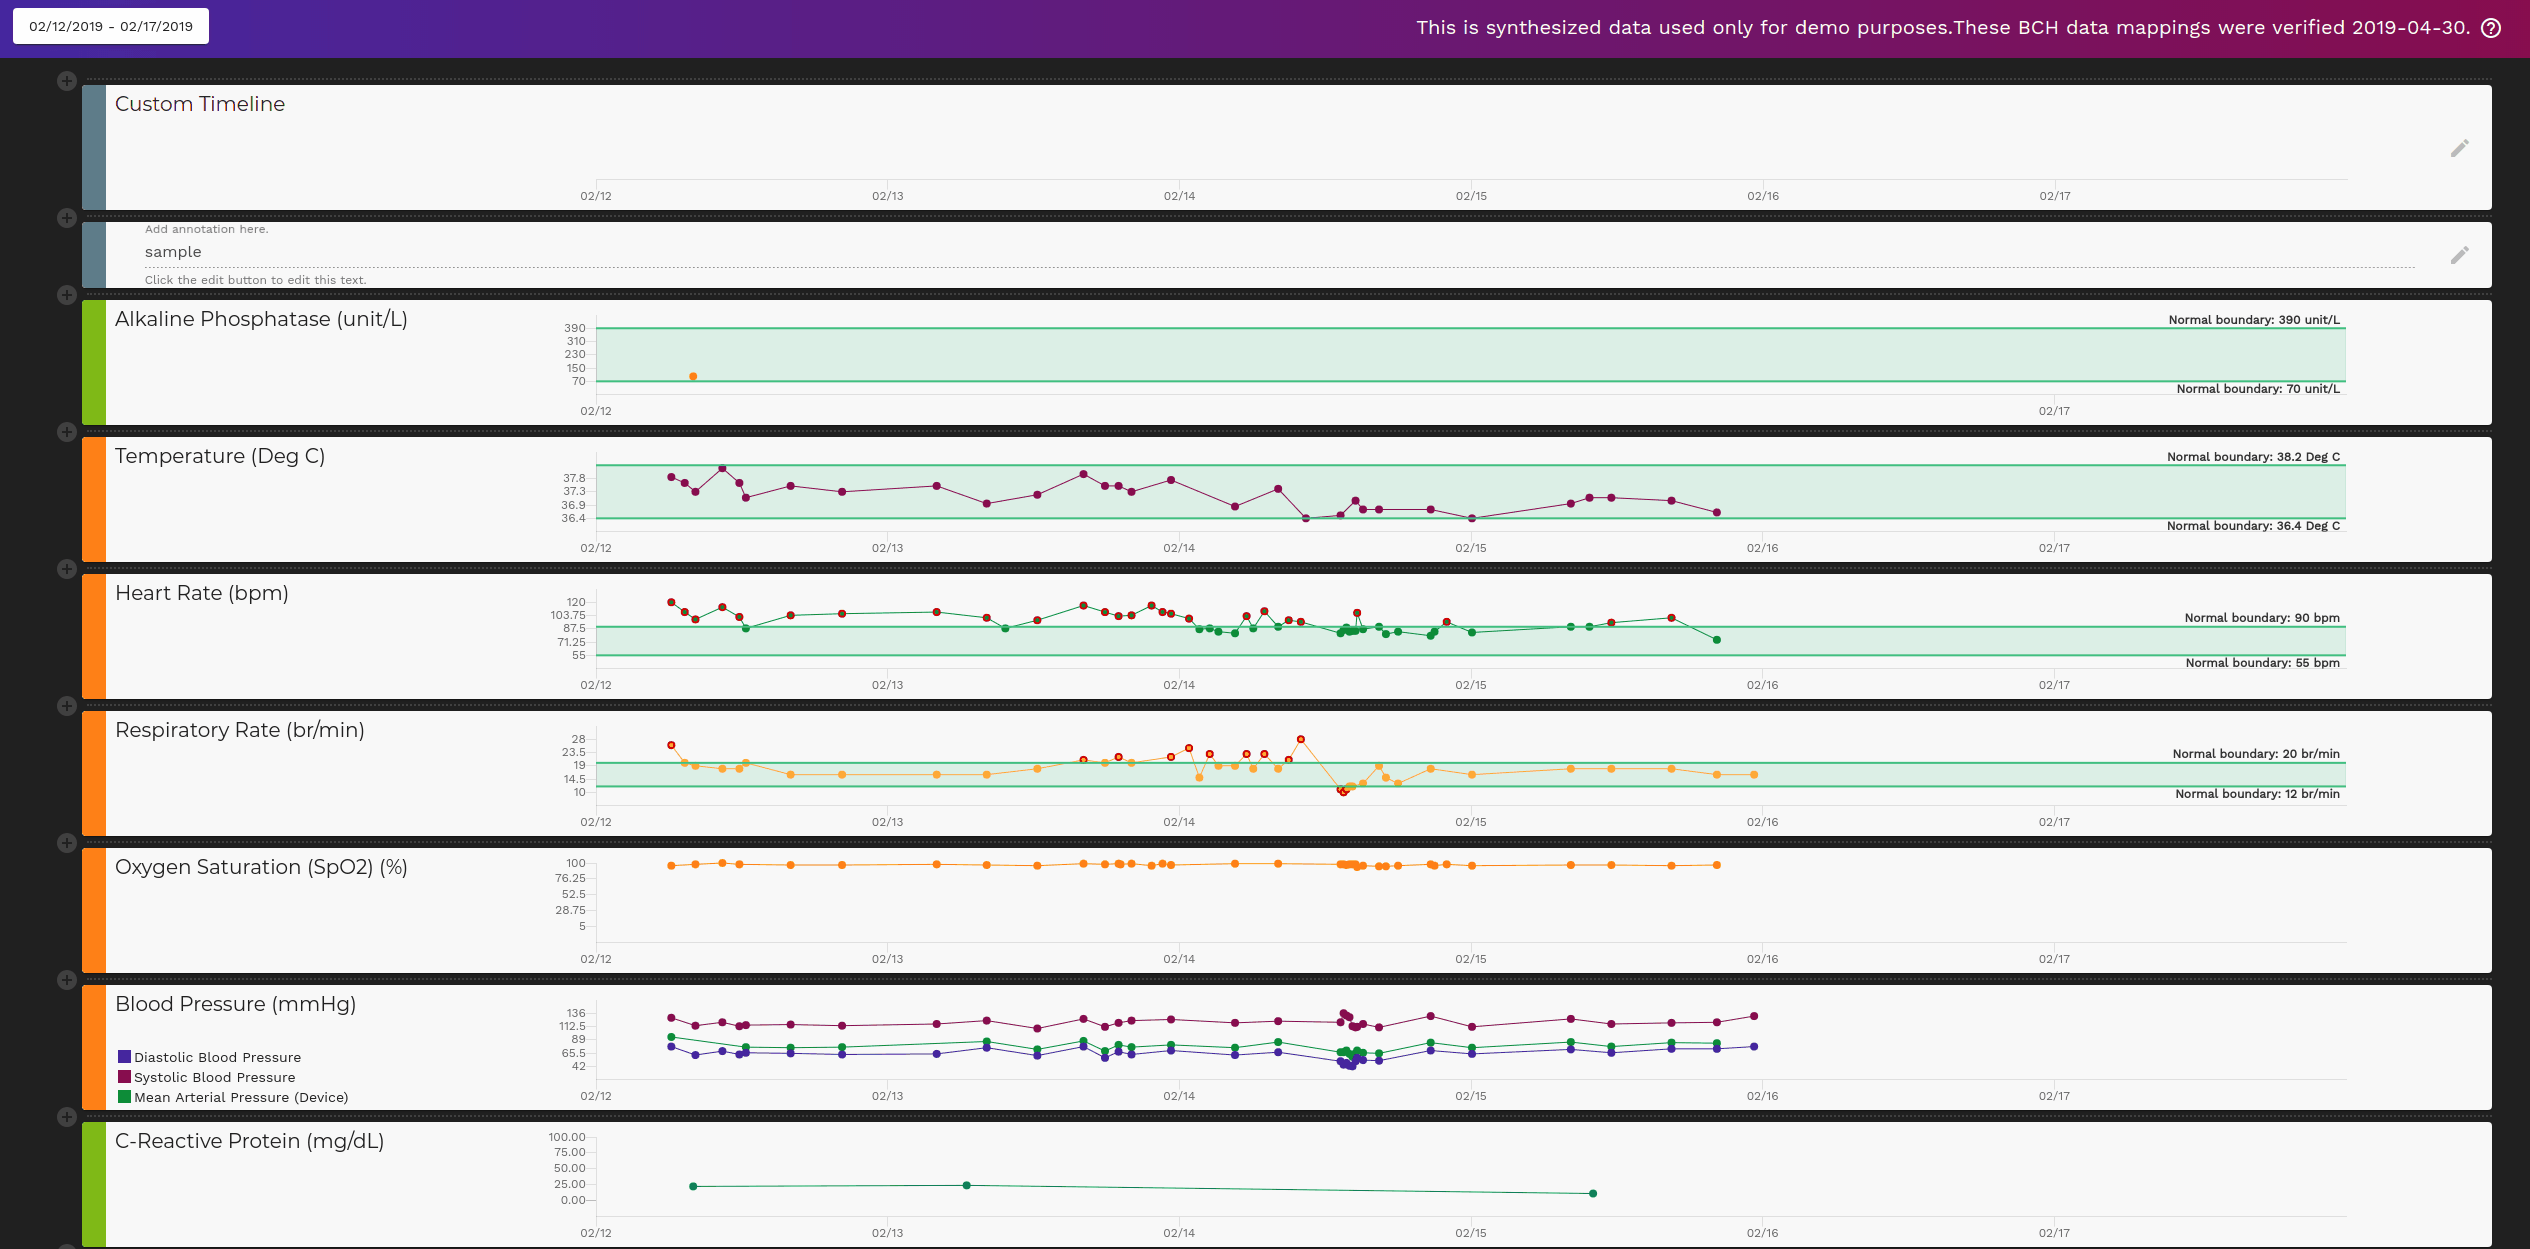 02/12/2019 - 02/17/2019
This is synthesized data used only for demo purposes.These BCH data mappings were verified 2019-04-30.
Custom Timeline
02/12 02/13 02/14 02/15 02/16 02/17
Add annotation here.
sample
Click the edit button to edit this text.
Alkaline Phosphatase (unit/L)
Normal boundary: 390 unit/L
390
310
230
150
70
Normal boundary: 70 unit/L
02/12 02/17
Temperature (Deg C)
Normal boundary: 38.2 Deg C
37.8
37.3
36.9
36.4
Normal boundary: 36.4 Deg C
02/12 02/13 02/14 02/15 02/16 02/17
Heart Rate (bpm)
120
103.75
Normal boundary: 90 bpm
87.5
71.25
55
Normal boundary: 55 bpm
02/12 02/13 02/14 02/15 02/16 02/17
Respiratory Rate (br/min)
28
23.5
Normal boundary: 20 br/min
19
14.5
10
Normal boundary: 12 br/min
02/12 02/13 02/14 02/15 02/16 02/17
Oxygen Saturation (SpO2) (%)
100
76.25
52.5
28.75
5
02/12 02/13 02/14 02/15 02/16 02/17
Blood Pressure (mmHg)
136
112.5
89
65.5
42
Diastolic Blood Pressure
Systolic Blood Pressure
Mean Arterial Pressure (Device)
02/12 02/13 02/14 02/15 02/16 02/17
C-Reactive Protein (mg/dL)
100.00
75.00
50.00
25.00
0.00
02/12 02/13 02/14 02/15 02/16 02/17